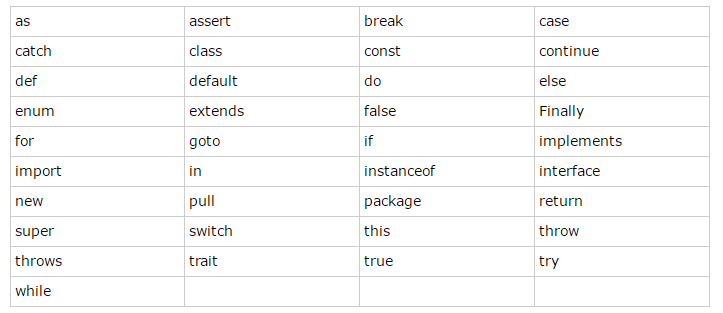 as assert break case
catch class const continue
def default do else
enum extends false Finally
for goto if implements
import in instanceof interface
new pull package return
super switch this throw
throws trait true try
while